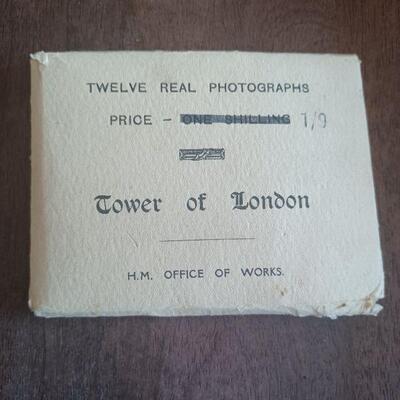 TWELVE REAL PHOTOGRAPHS
PRICE - ONE SHILLING 1/9
Tower of London
H.M. OFFICE OF WORKS.